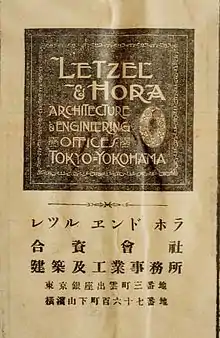 LETZEL
& HORA
ARCHITECTURE
& ENGINEERING
OFFICES
TOKYO-YOKOHAMA
レツル ヱンド ホラ
合資會社
建築及工業事務所
東京銀座出雲町三番地
橫濱山下町百六十七番地